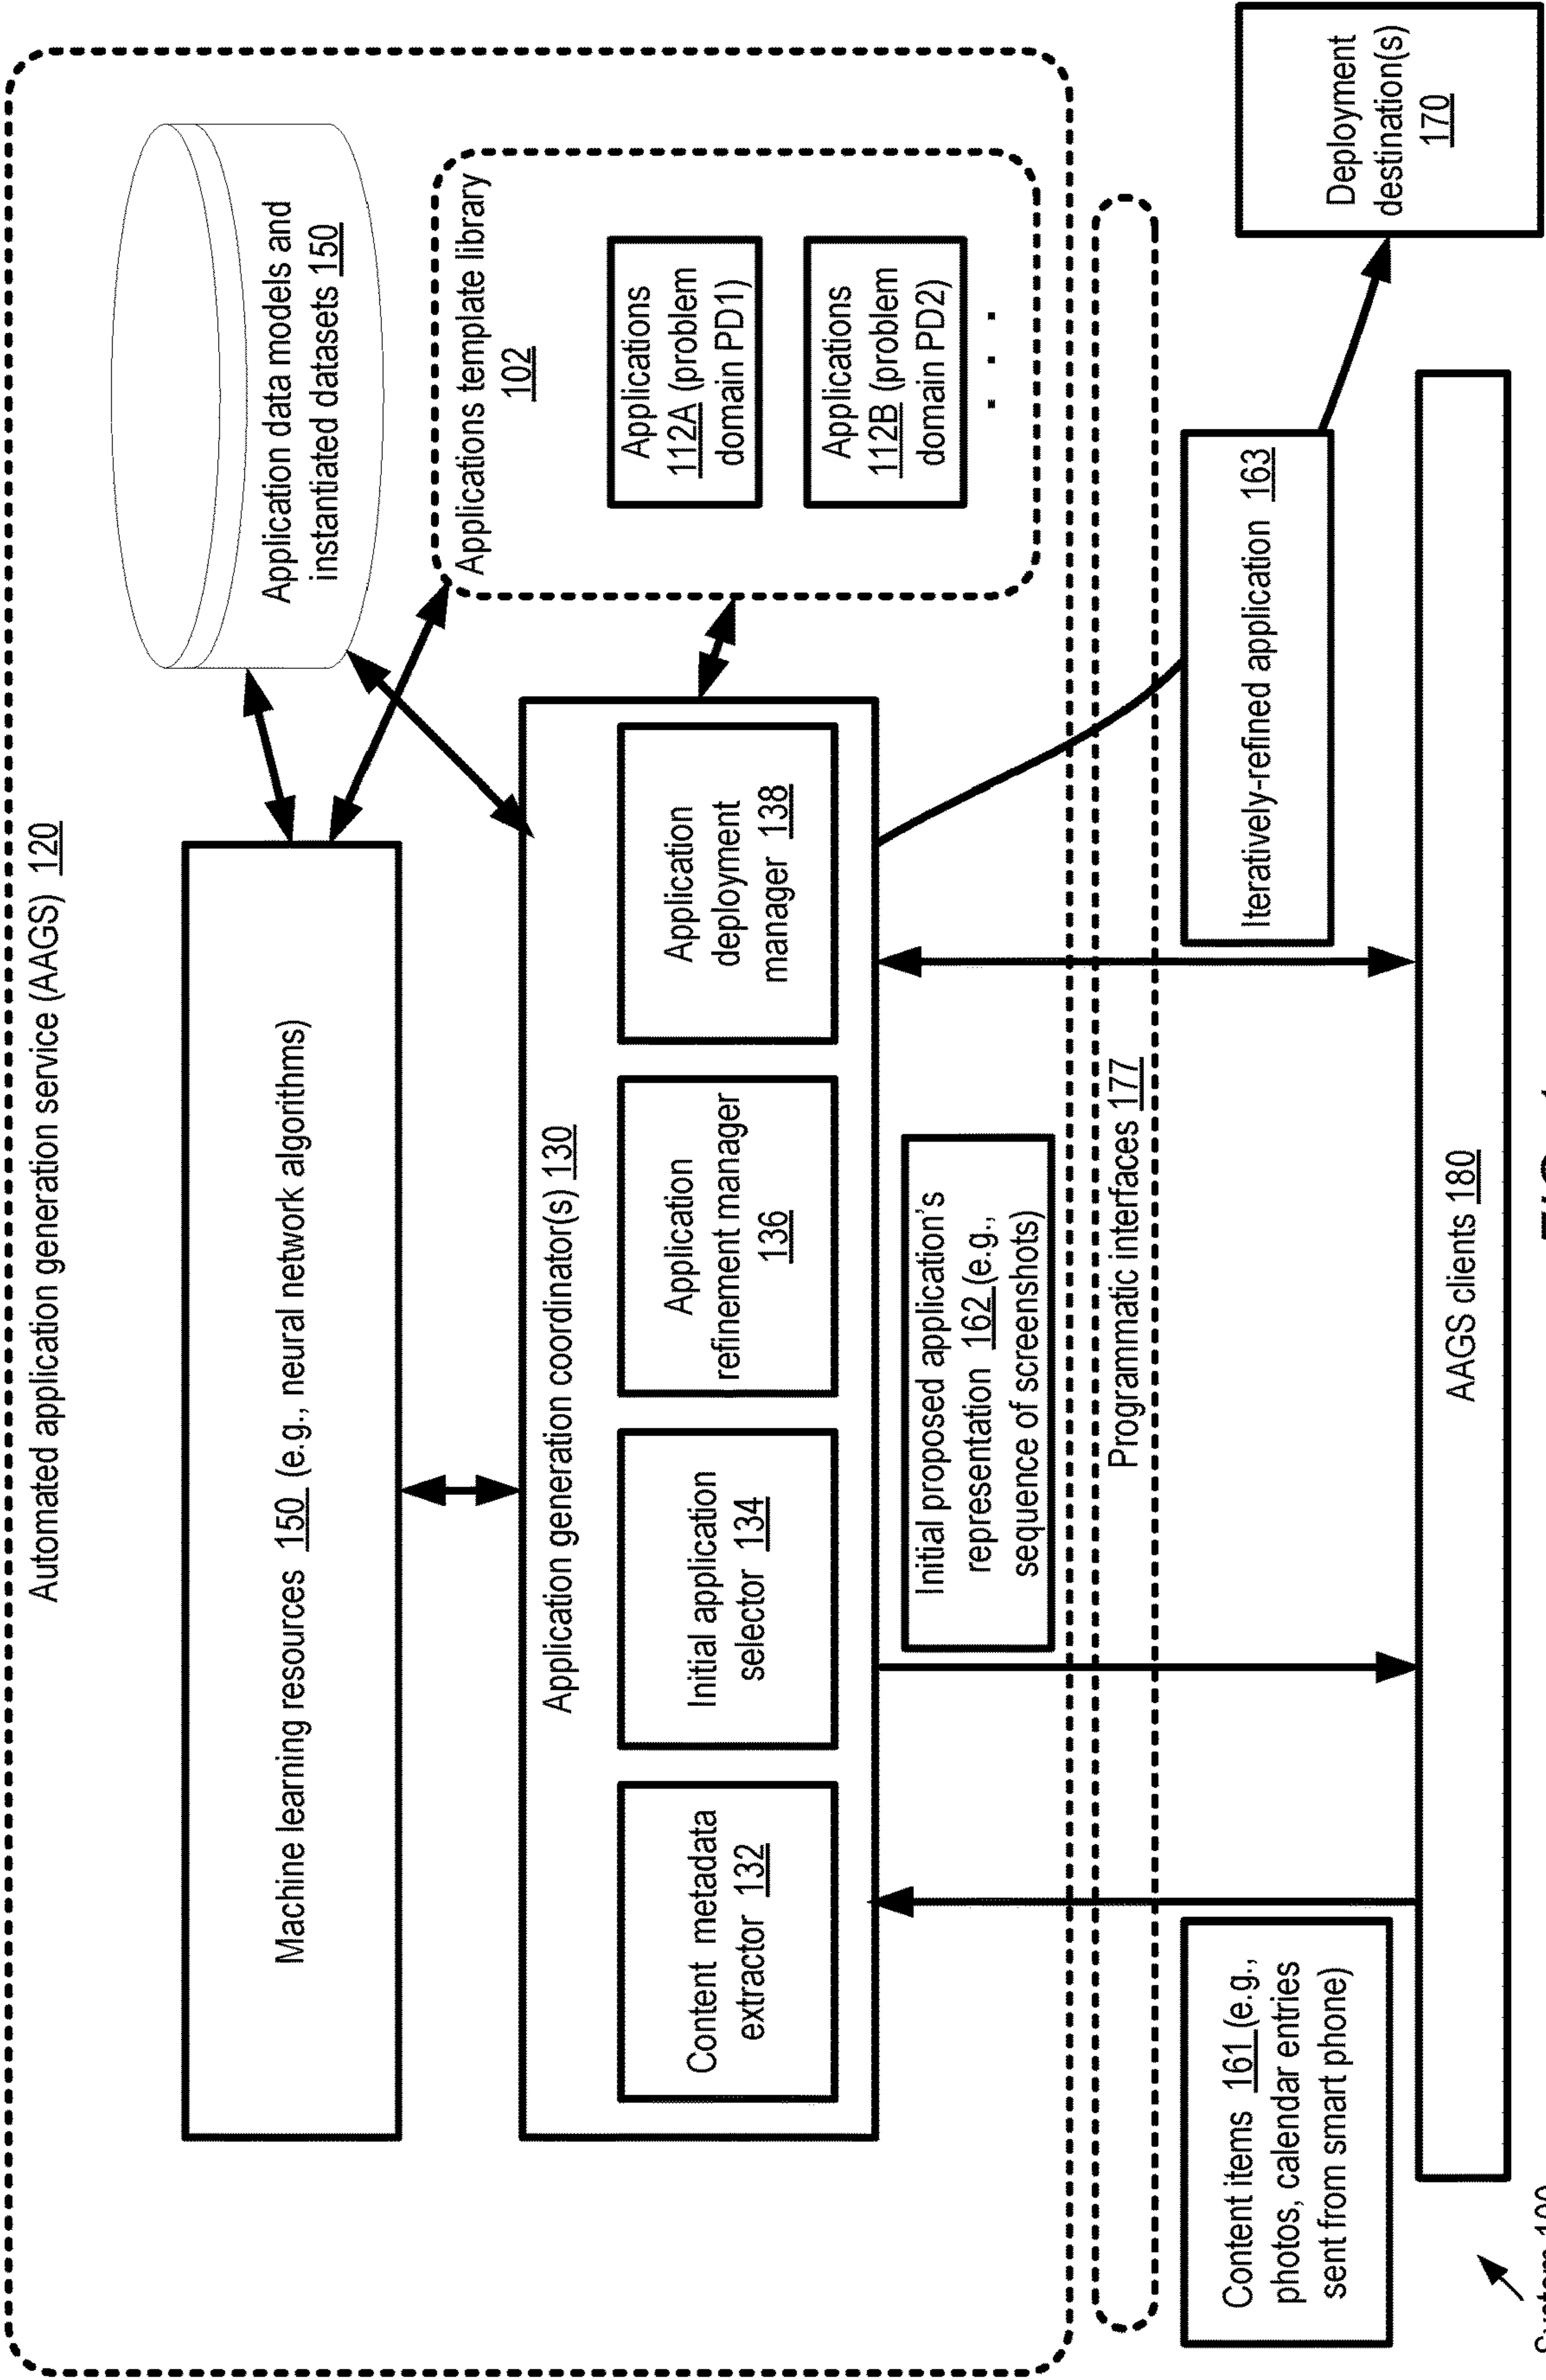 Automated application generation service (AAGS) 120
Machine learning resources 150 (e.g., neural network algorithms)
Application data models and
instantiated datasets 150
Application generation coordinator(s) 130
Content metadata
extractor 132
Initial application
selector 134
Application
refinement manager
136
Application
deployment
manager 138
Applications template library
102
Applications
112A (problem
domain PD1)
Applications
112B (problem
domain PD2)
. . .
Initial proposed application's
representation 162 (e.g.,
sequence of screenshots)
Programmatic interfaces 177
Content items 161 (e.g.,
photos, calendar entries
sent from smart phone)
Iteratively-refined application 163
Deployment
destination(s)
170
AAGS clients 180